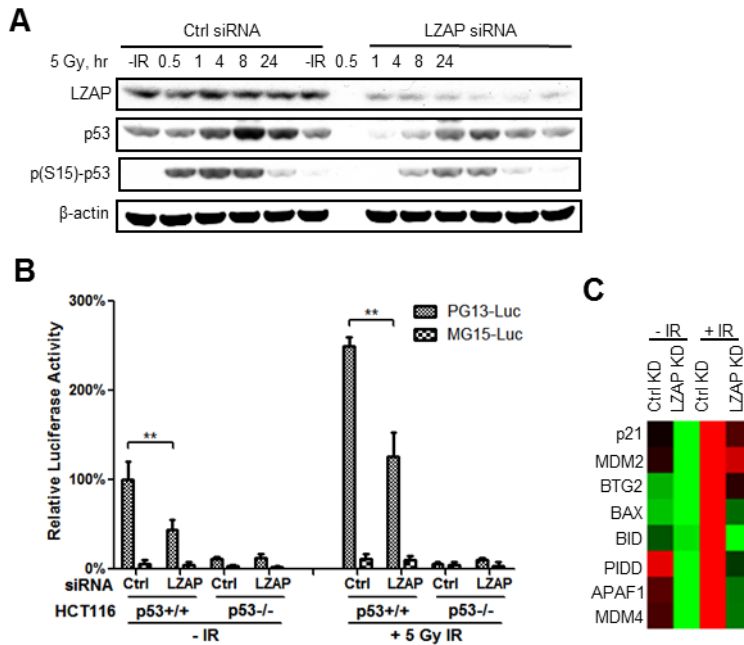 A
Ctrl siRNA LZAP siRNA
5 Gy, hr -IR 0.5 1 4 8 24 -IR 0.5 1 4 8 24
LZAP
p53
p(S15)-p53
β-actin
B
Relative Luciferase Activity
300%
200%
100%
0%
PG13-Luc
MG15-Luc
** **
siRNA Ctrl LZAP Ctrl LZAP Ctrl LZAP Ctrl LZAP
HCT116 p53+/+ p53-/- p53+/+ p53-/-
- IR + 5 Gy IR
C
- IR + IR
Ctrl KD LZAP KD Ctrl KD LZAP KD
p21
MDM2
BTG2
BAX
BID
PIDD
APAF1
MDM4